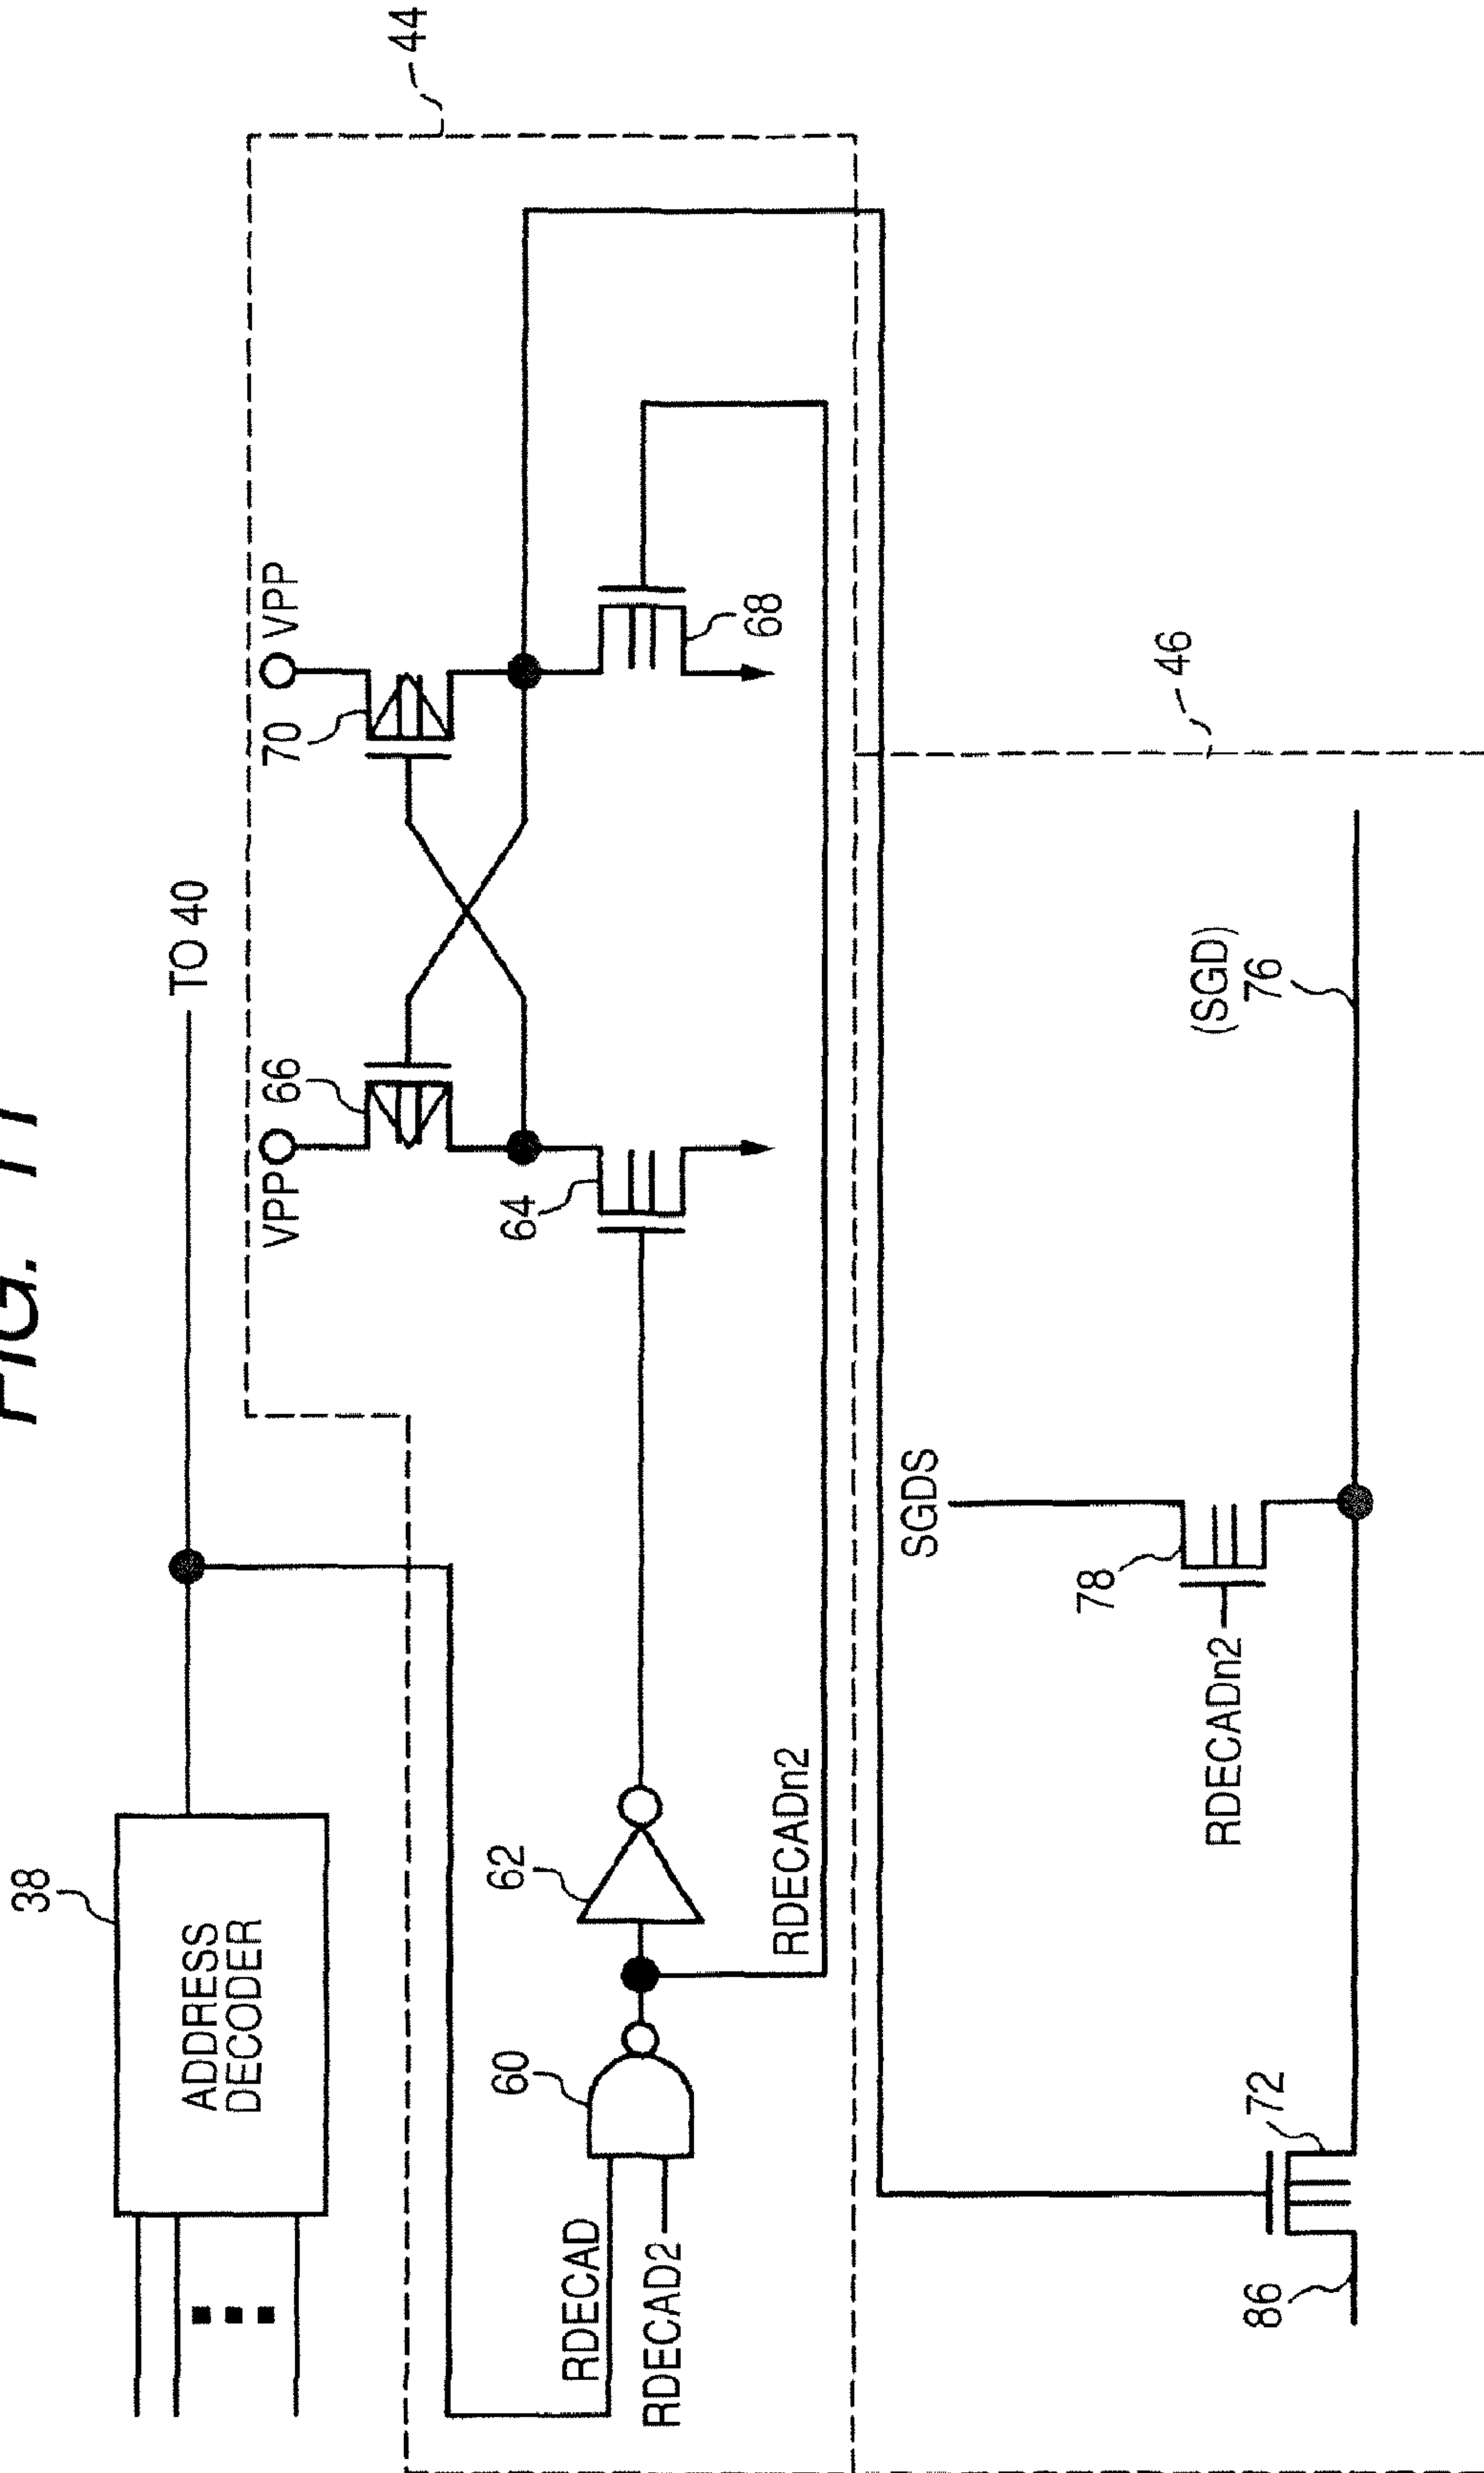 FIG. 11
38
ADDRESS
DECODER
TO 40
44
VPP
66
70
VPP
64
68
RDECAD
RDECAD2
60
62
RDECADn2
46
SGDS
78
RDECADn2
(SGD)
76
72
86